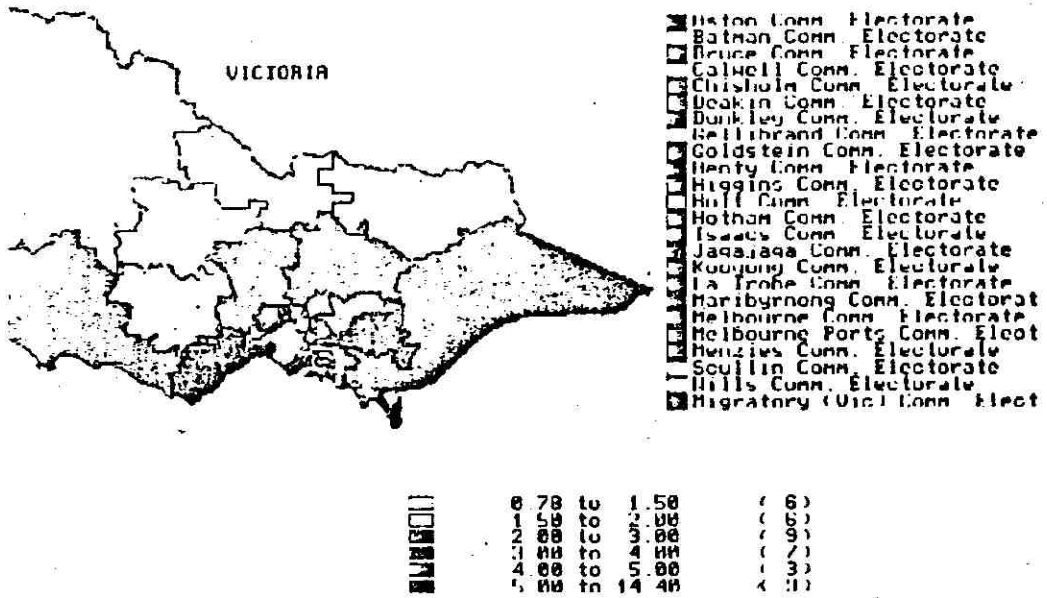 VICTORIA
Aston Comm. Electorate
Batman Comm. Electorate
Bruce Comm. Electorate
Calwell Comm. Electorate
Chisholm Comm. Electorate
Deakin Comm. Electorate
Dunkley Comm. Electorate
Gellibrand Comm. Electorate
Goldstein Comm. Electorate
Henty Comm. Electorate
Higgins Comm. Electorate
Holt Comm. Electorate
Hotham Comm. Electorate
Isaacs Comm. Electorate
Jagajaga Comm. Electorate
Kooyong Comm. Electorate
La Trobe Comm. Electorate
Maribyrnong Comm. Electorat
Melbourne Comm. Electorate
Melbourne Ports Comm. Elect
Menzies Comm. Electorate
Scullin Comm. Electorate
Wills Comm. Electorate
Migratory (Vic) Comm Elect
0.78 to 1.50 ( 6)
1.50 to 2.00 ( 6)
2.00 to 3.00 ( 9)
3.00 to 4.00 ( 7)
4.00 to 5.00 ( 3)
5.00 to 14.40